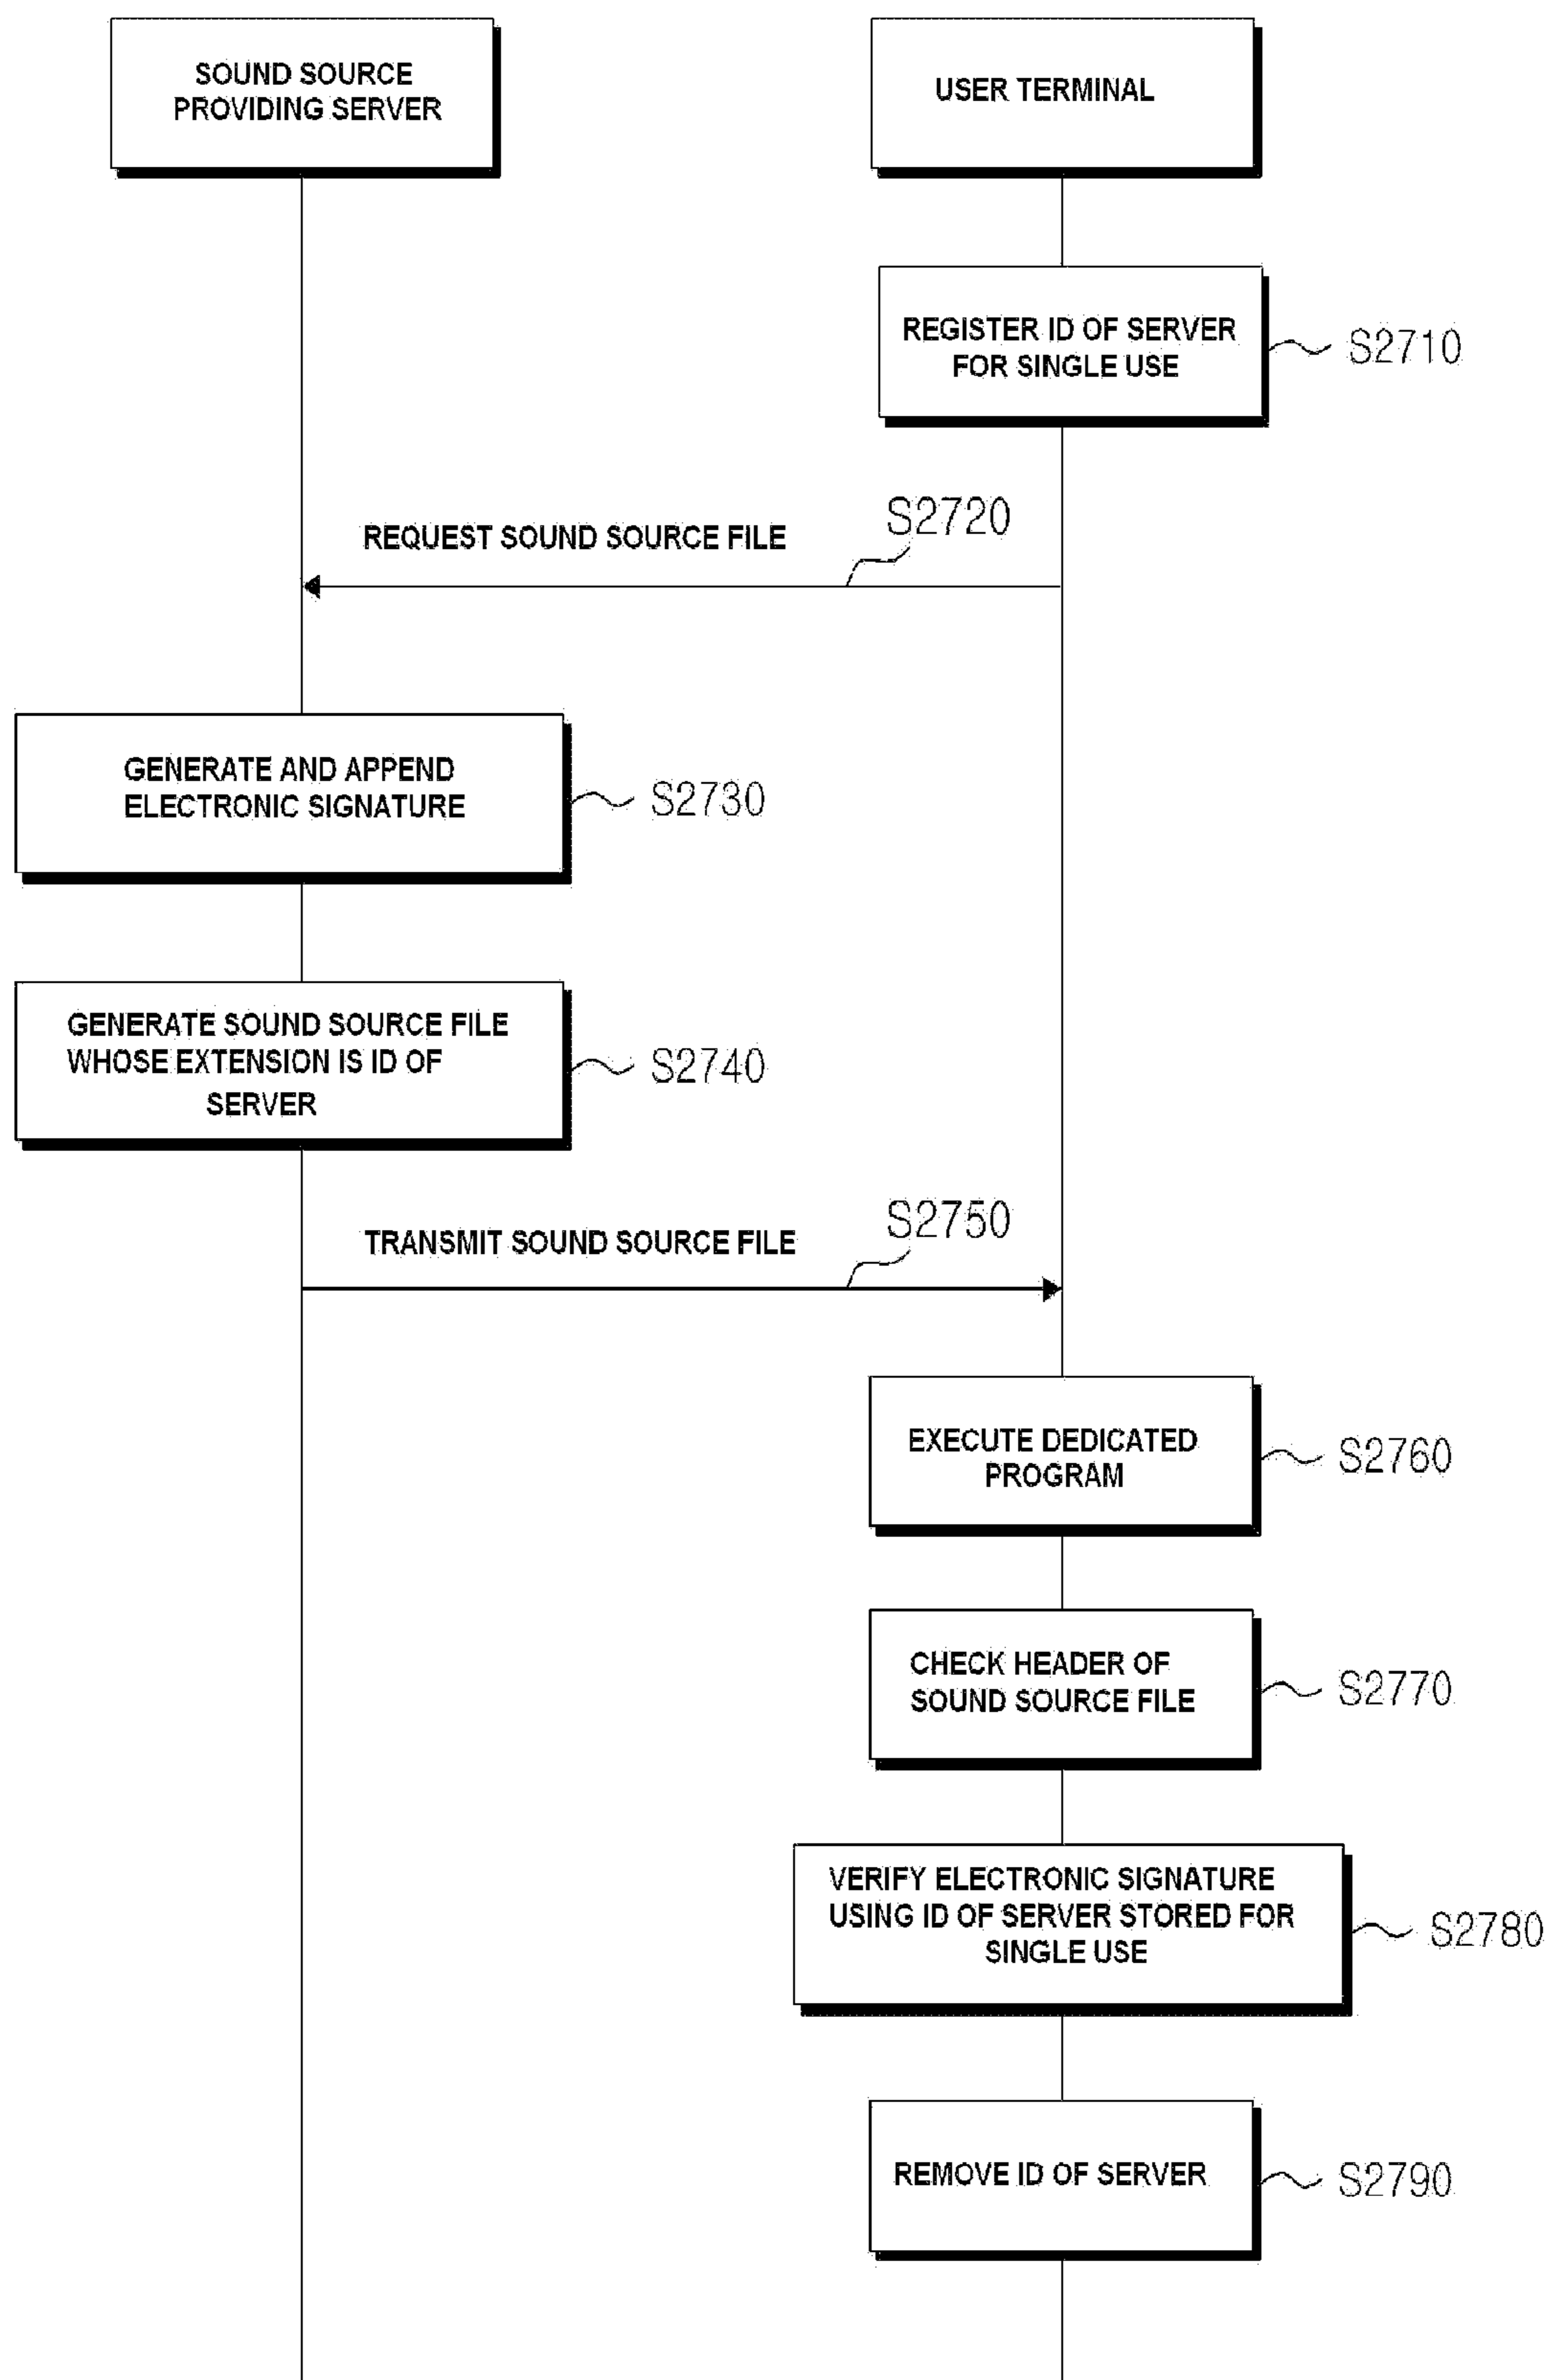 SOUND SOURCE
PROVIDING SERVER
USER TERMINAL
REGISTER ID OF SERVER
FOR SINGLE USE
S2710
S2720
REQUEST SOUND SOURCE FILE
GENERATE AND APPEND
ELECTRONIC SIGNATURE
S2730
GENERATE SOUND SOURCE FILE
WHOSE EXTENSION IS ID OF
SERVER
S2740
S2750
TRANSMIT SOUND SOURCE FILE
EXECUTE DEDICATED
PROGRAM
S2760
CHECK HEADER OF
SOUND SOURCE FILE
S2770
VERIFY ELECTRONIC SIGNATURE
USING ID OF SERVER STORED FOR
SINGLE USE
S2780
REMOVE ID OF SERVER
S2790